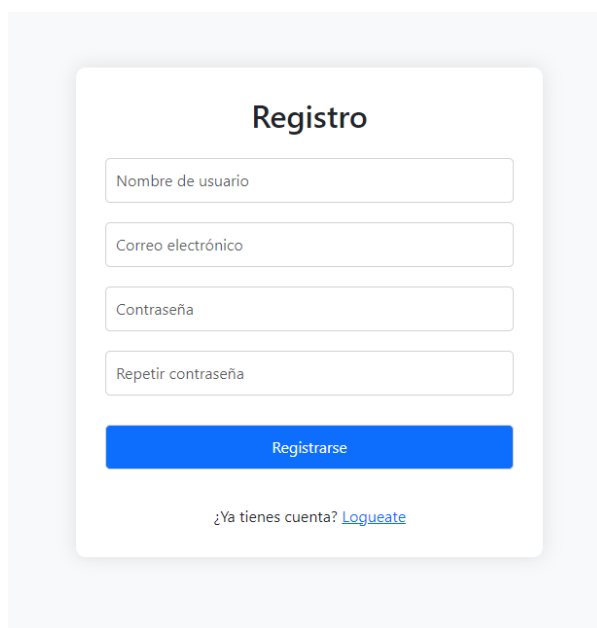 Registro
Nombre de usuario
Correo electrónico
Contraseña
Repetir contraseña
Registrarse
¿Ya tienes cuenta? Logueate